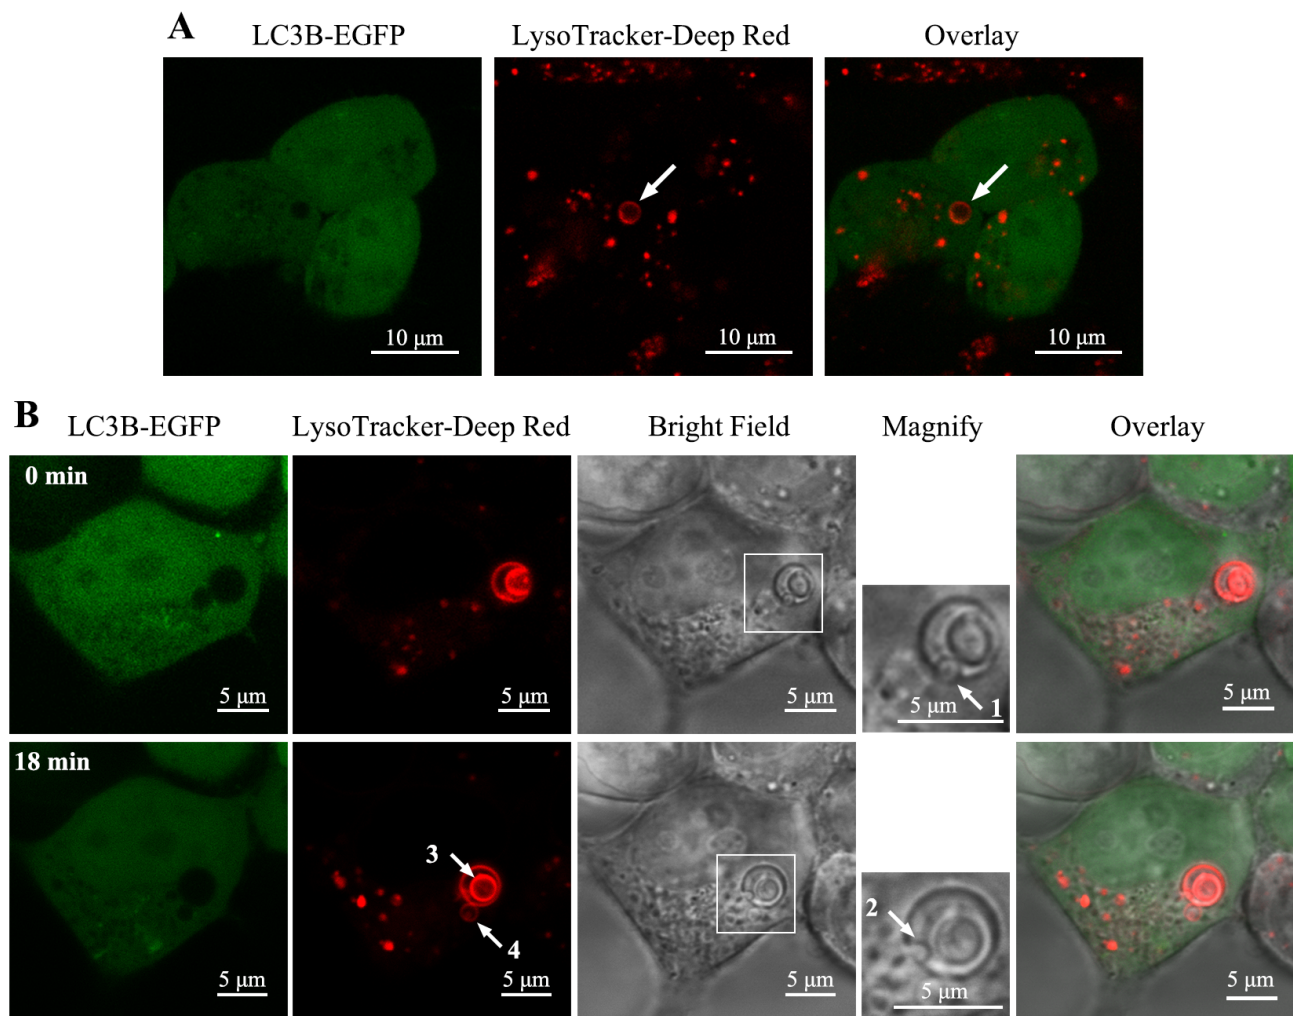 A
LC3B-EGFP LysoTracker-Deep Red Overlay
10 μm 10 μm 10 μm
B
LC3B-EGFP LysoTracker-Deep Red Bright Field Magnify Overlay
0 min
5 μm 5 μm 5 μm 5 μm 1 5 μm
18 min
3
4
2
5 μm 5 μm 5 μm 5 μm 5 μm